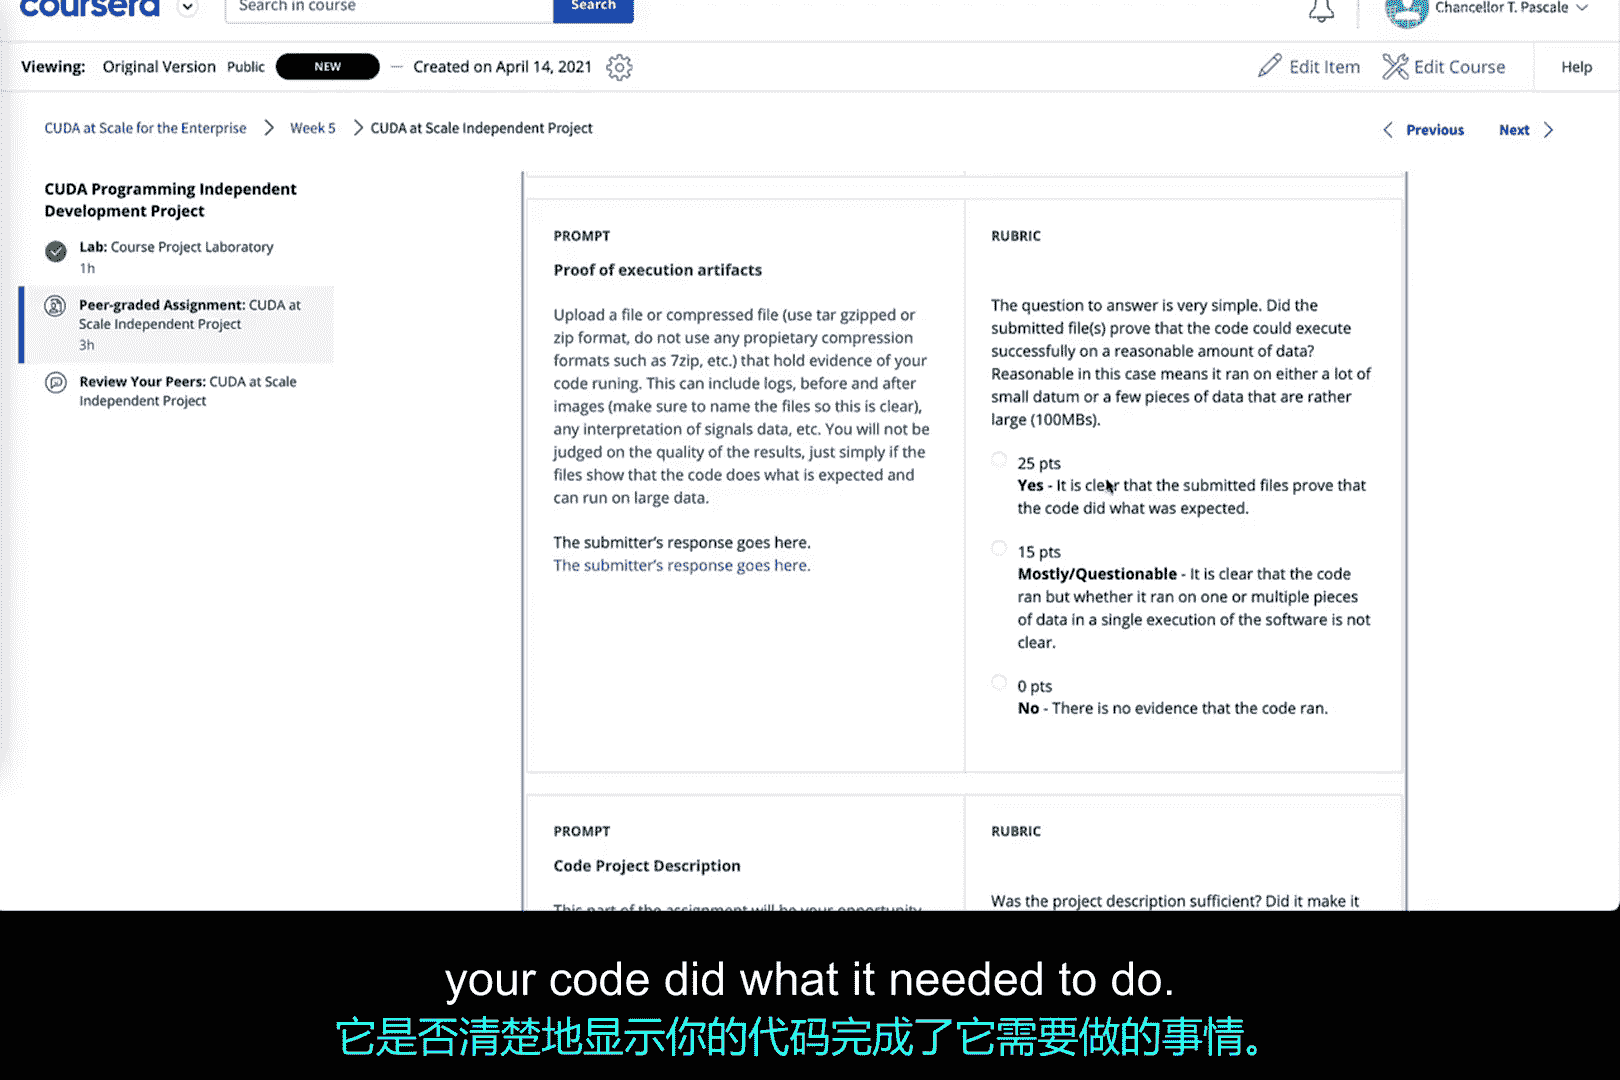 coursera
Search in course
Search
Chancellor T. Pascale
Viewing: Original Version Public NEW — Created on April 14, 2021
Edit Item
Edit Course
Help
CUDA at Scale for the Enterprise > Week 5 > CUDA at Scale Independent Project
Previous
Next
CUDA Programming Independent
Development Project
Lab: Course Project Laboratory
1h
Peer-graded Assignment: CUDA at
Scale Independent Project
3h
Review Your Peers: CUDA at Scale
Independent Project
PROMPT
Proof of execution artifacts
Upload a file or compressed file (use tar gzipped or
zip format, do not use any propietary compression
formats such as 7zip, etc.) that hold evidence of your
code runing. This can include logs, before and after
images (make sure to name the files so this is clear),
any interpretation of signals data, etc. You will not be
judged on the quality of the results, just simply if the
files show that the code does what is expected and
can run on large data.
The submitter's response goes here.
The submitter's response goes here.
RUBRIC
The question to answer is very simple. Did the
submitted file(s) prove that the code could execute
successfully on a reasonable amount of data?
Reasonable in this case means it ran on either a lot of
small datum or a few pieces of data that are rather
large (100MBs).
25 pts
Yes - It is clear that the submitted files prove that
the code did what was expected.
15 pts
Mostly/Questionable - It is clear that the code
ran but whether it ran on one or multiple pieces
of data in a single execution of the software is not
clear.
0 pts
No - There is no evidence that the code ran.
PROMPT
Code Project Description
This part of the assignment will be your opportunity
RUBRIC
Was the project description sufficient? Did it make it
your code did what it needed to do.
它是否清楚地显示你的代码完成了它需要做的事情。